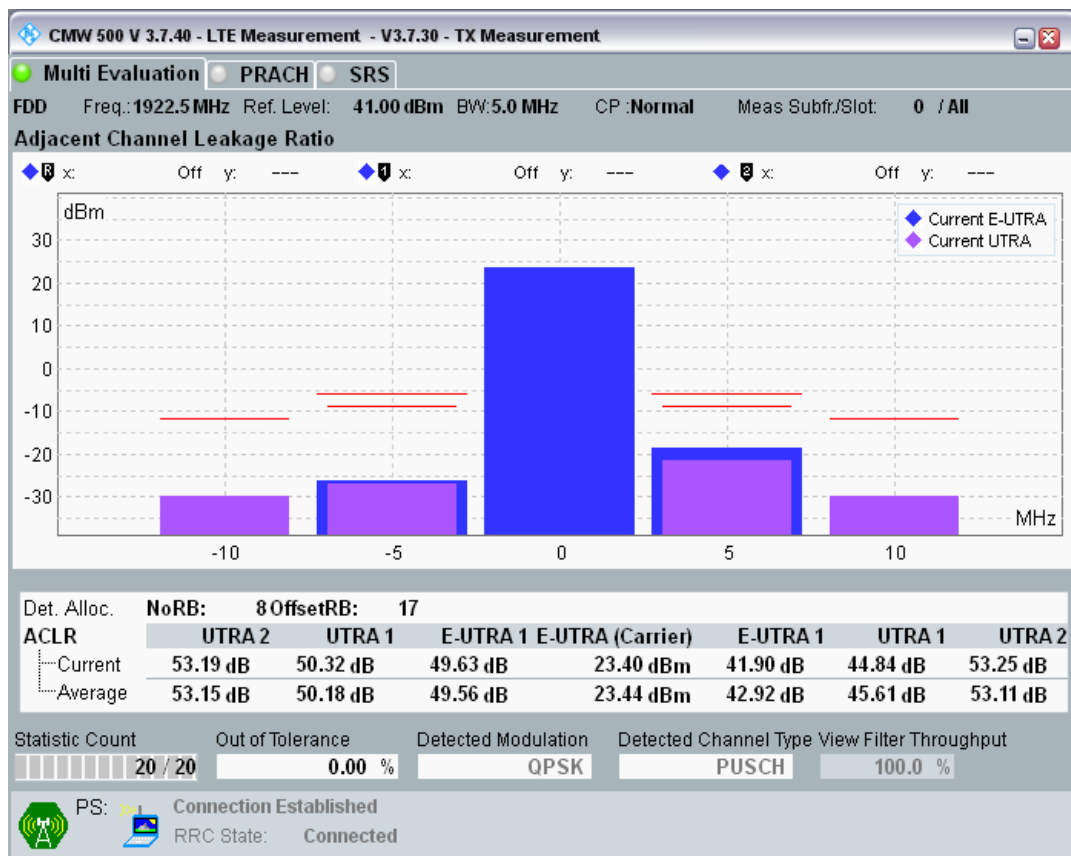 CMW 500 V 3.7.40 - LTE Measurement - V3.7.30 - TX Measurement
Multi Evaluation PRACH SRS
FDD Freq.:1922.5 MHz Ref. Level: 41.00 dBm BW:5.0 MHz CP :Normal Meas Subfr./Slot: 0 / All
Adjacent Channel Leakage Ratio
R x: Off y: --- 1 x: Off y: --- 2 x: Off y: ---
dBm
Current E-UTRA
Current UTRA
30
20
10
0
-10
-20
-30
MHz
-10 -5 0 5 10
Det. Alloc. NoRB: 8 OffsetRB: 17
ACLR UTRA 2 UTRA 1 E-UTRA 1 E-UTRA (Carrier) E-UTRA 1 UTRA 1 UTRA 2
Current 53.19 dB 50.32 dB 49.63 dB 23.40 dBm 41.90 dB 44.84 dB 53.25 dB
Average 53.15 dB 50.18 dB 49.56 dB 23.44 dBm 42.92 dB 45.61 dB 53.11 dB
Statistic Count Out of Tolerance Detected Modulation Detected Channel Type View Filter Throughput
20 / 20 0.00 % QPSK PUSCH 100.0 %
PS: Connection Established
RRC State: Connected